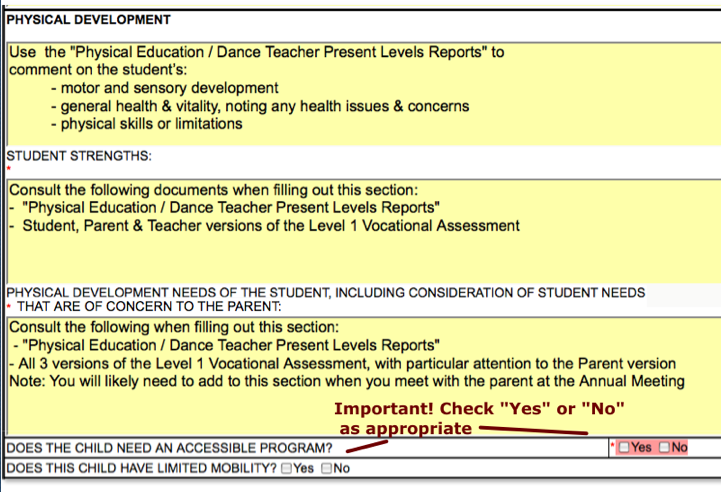 PHYSICAL DEVELOPMENT
Use the "Physical Education / Dance Teacher Present Levels Reports" to
comment on the student's:
- motor and sensory development
- general health & vitality, noting any health issues & concerns
- physical skills or limitations
STUDENT STRENGTHS:
*
Consult the following documents when filling out this section:
- "Physical Education / Dance Teacher Present Levels Reports"
- Student, Parent & Teacher versions of the Level 1 Vocational Assessment
PHYSICAL DEVELOPMENT NEEDS OF THE STUDENT, INCLUDING CONSIDERATION OF STUDENT NEEDS
* THAT ARE OF CONCERN TO THE PARENT:
Consult the following when filling out this section:
- "Physical Education / Dance Teacher Present Levels Reports"
- All 3 versions of the Level 1 Vocational Assessment, with particular attention to the Parent version
Note: You will likely need to add to this section when you meet with the parent at the Annual Meeting
Important! Check "Yes" or "No"
as appropriate
DOES THE CHILD NEED AN ACCESSIBLE PROGRAM? * Yes No
DOES THIS CHILD HAVE LIMITED MOBILITY? Yes No